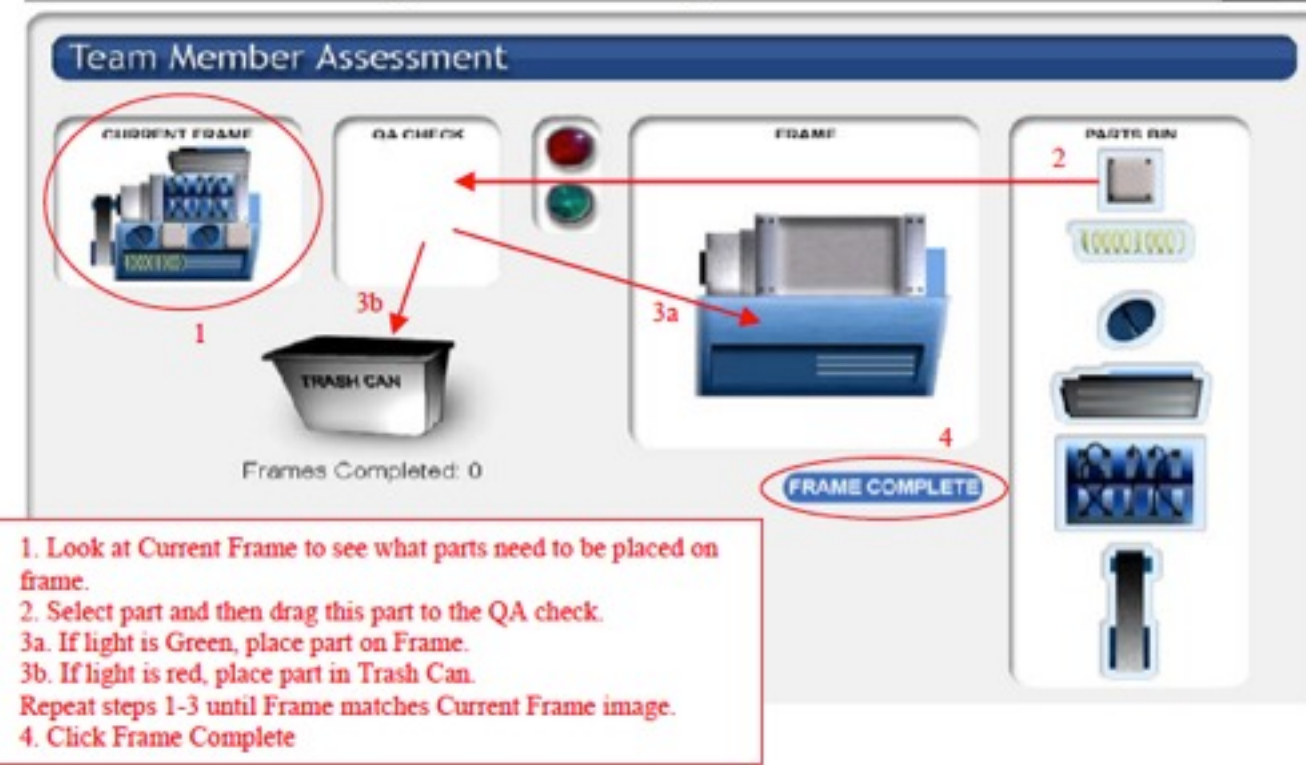 Team Member Assessment
CURRENT FRAME
QA CHECK
FRAME
PARTS BIN
2
3b
3a
1
TRASH CAN
4
Frames Completed: 0
FRAME COMPLETE
1. Look at Current Frame to see what parts need to be placed on
frame.
2. Select part and then drag this part to the QA check.
3a. If light is Green, place part on Frame.
3b. If light is red, place part in Trash Can.
Repeat steps 1-3 until Frame matches Current Frame image.
4. Click Frame Complete